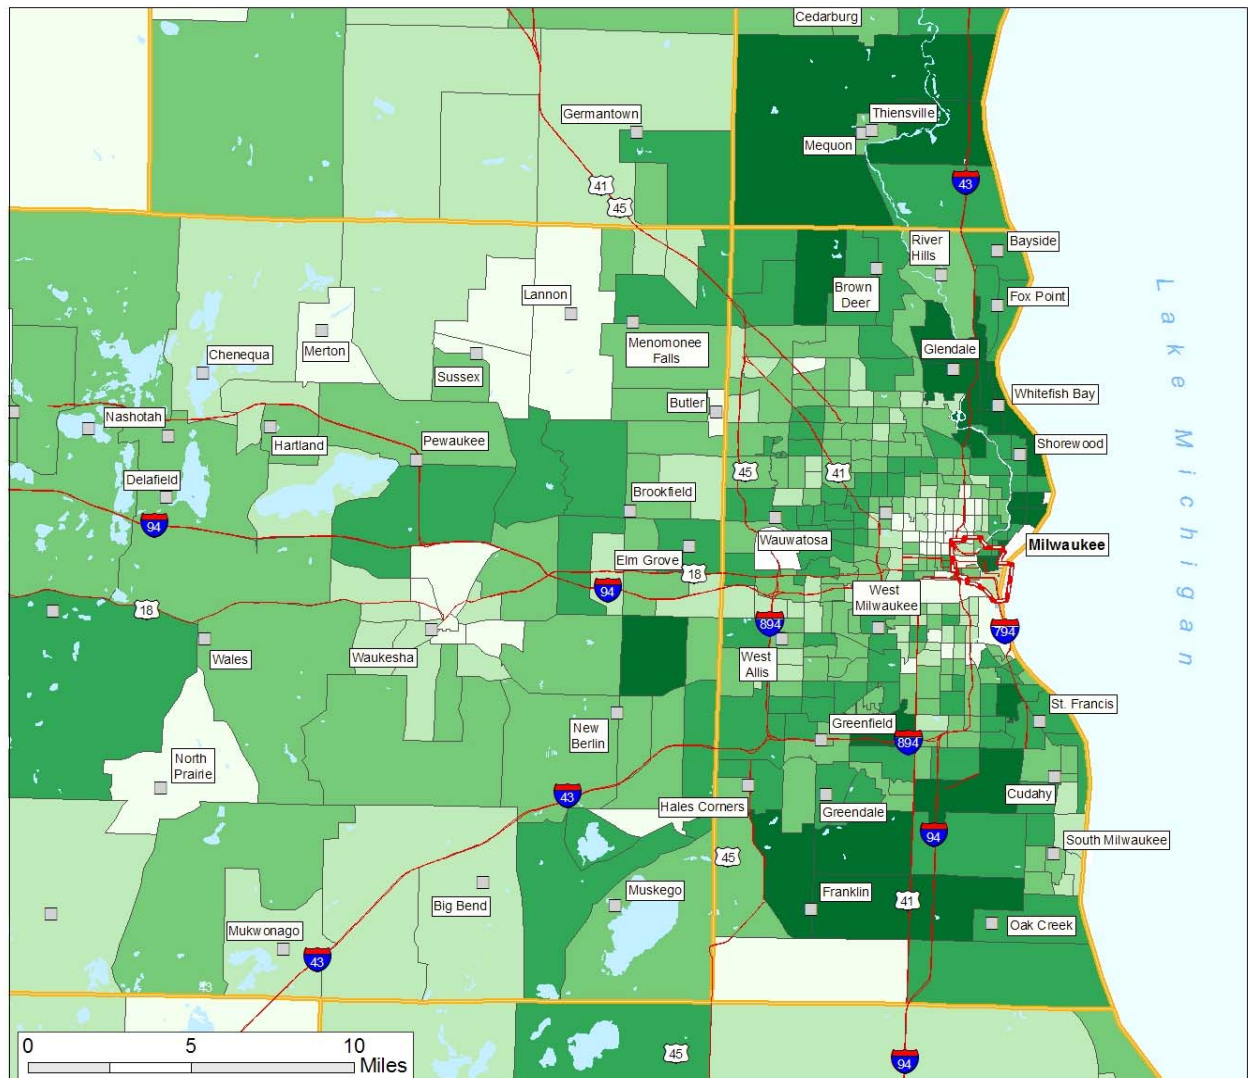 Cedarburg
Germantown
Thiensville
Mequon
41
45
43
River
Hills
Bayside
Brown
Deer
Fox Point
Lannon
Chenequa
Merton
Sussex
Menomonee
Falls
Glendale
Butler
Whitefish Bay
Nashotah
Hartland
Pewaukee
Shorewood
Delafield
45
41
Brookfield
94
Wauwatosa
Milwaukee
Elm Grove
18
94
West
Milwaukee
18
894
794
Wales
Waukesha
West
Allis
New
Berlin
Greenfield
St. Francis
894
North
Prairie
43
Hales Corners
Greendale
Cudahy
94
South Milwaukee
45
Big Bend
Muskego
Franklin
41
Mukwonago
Oak Creek
43
43
45
94
Lake Michigan
0 5 10
Miles